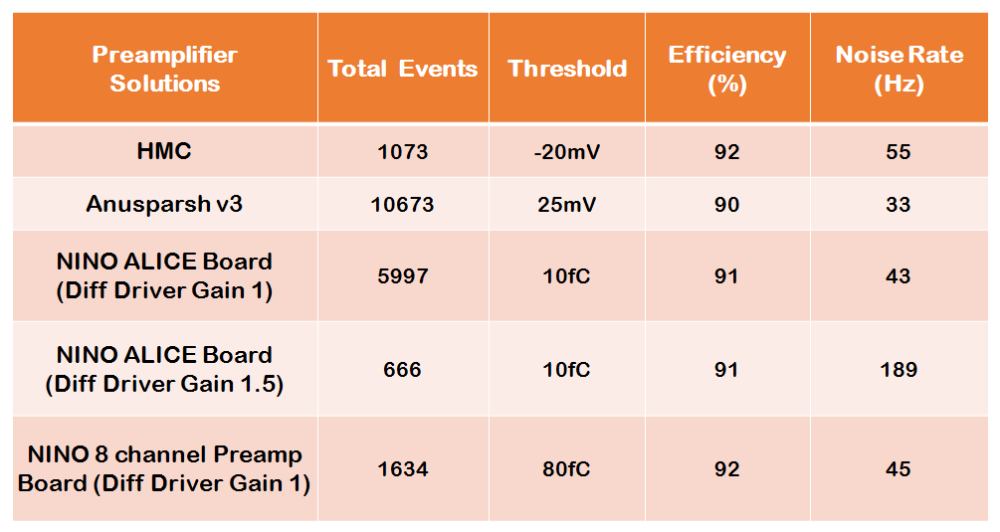 Preamplifier
Solutions
Total Events
Threshold
Efficiency
(%)
Noise Rate
(Hz)
HMC
1073
-20mV
92
55
Anusparsh v3
10673
25mV
90
33
NINO ALICE Board
(Diff Driver Gain 1)
5997
10fC
91
43
NINO ALICE Board
(Diff Driver Gain 1.5)
666
10fC
91
189
NINO 8 channel Preamp
Board (Diff Driver Gain 1)
1634
80fC
92
45